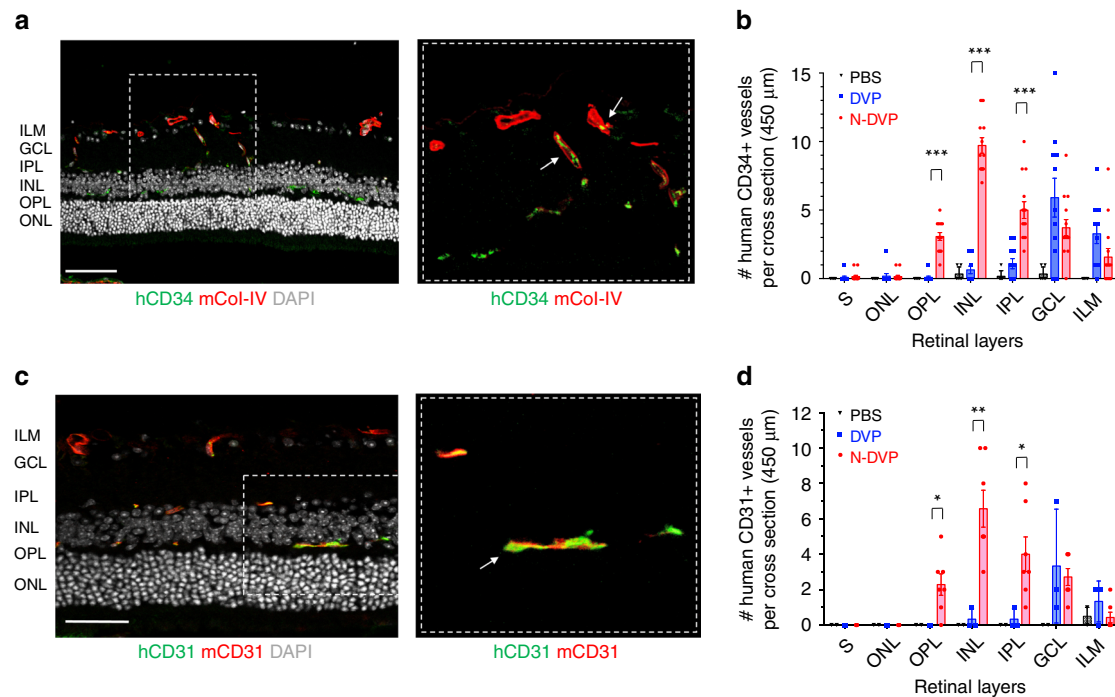 a
ILM
GCL
IPL
INL
OPL
ONL
hCD34 mCol-IV DAPI
hCD34 mCol-IV
b
# human CD34+ vessels
per cross section (450 μm)
15
10
5
0
PBS
DVP
N-DVP
***
***
***
S
ONL
OPL
INL
IPL
GCL
ILM
Retinal layers
c
ILM
GCL
IPL
INL
OPL
ONL
hCD31 mCD31 DAPI
hCD31 mCD31
d
# human CD31+ vessels
per cross section (450 μm)
12
10
8
6
4
2
0
PBS
DVP
N-DVP
*
**
*
S
ONL
OPL
INL
IPL
GCL
ILM
Retinal layers